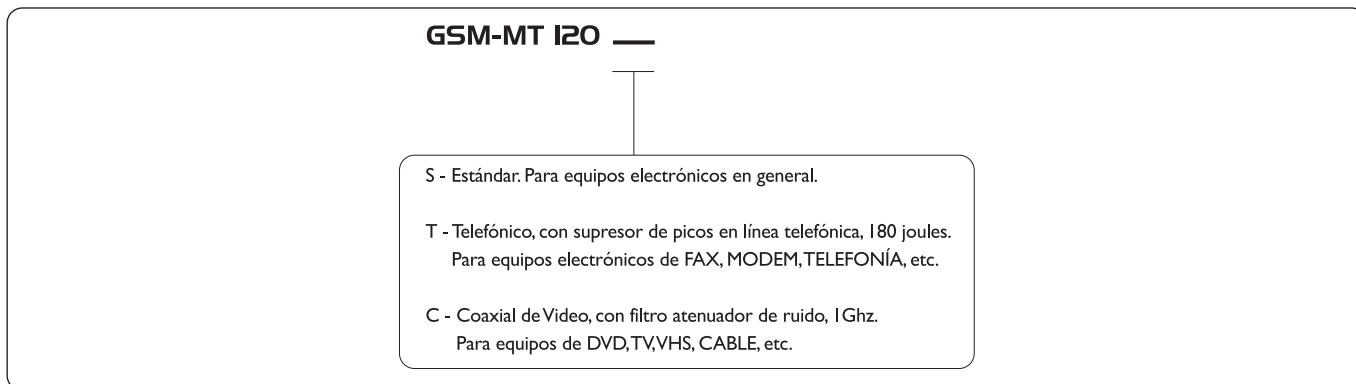 GSM-MT 120 __
S - Estándar. Para equipos electrónicos en general.
T - Telefónico, con supresor de picos en línea telefónica, 180 joules.
Para equipos electrónicos de FAX, MODEM, TELEFONÍA, etc.
C - Coaxial de Video, con filtro atenuador de ruido, 1Ghz.
Para equipos de DVD, TV, VHS, CABLE, etc.